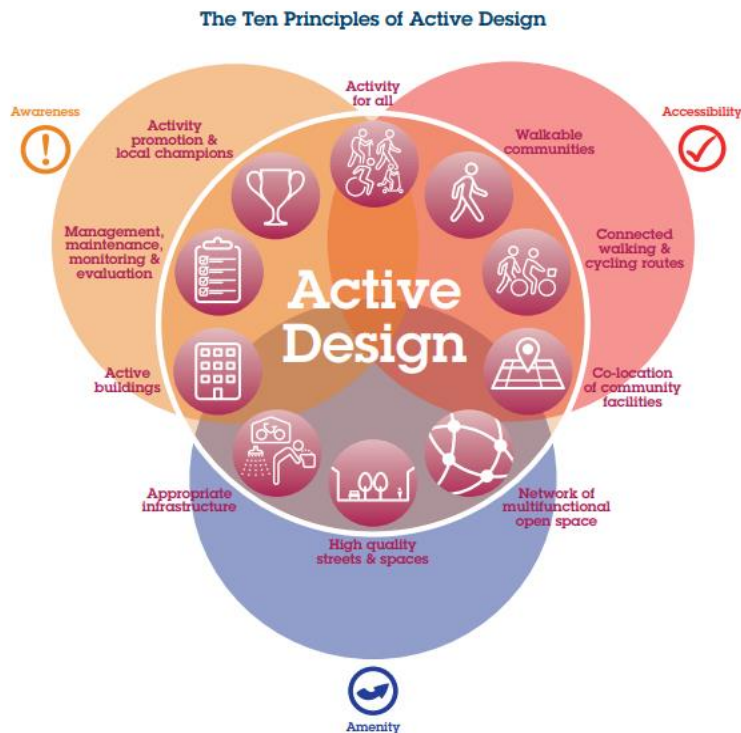 The Ten Principles of Active Design
Activity
for all
Awareness
Accessibility
Activity
promotion &
local champions
Walkable
communities
Management,
maintenance,
monitoring &
evaluation
Connected
walking &
cycling routes
Active
Design
Active
buildings
Co-location
of community
facilities
Appropriate
infrastructure
High quality
streets & spaces
Network of
multifunctional
open space
Amenity